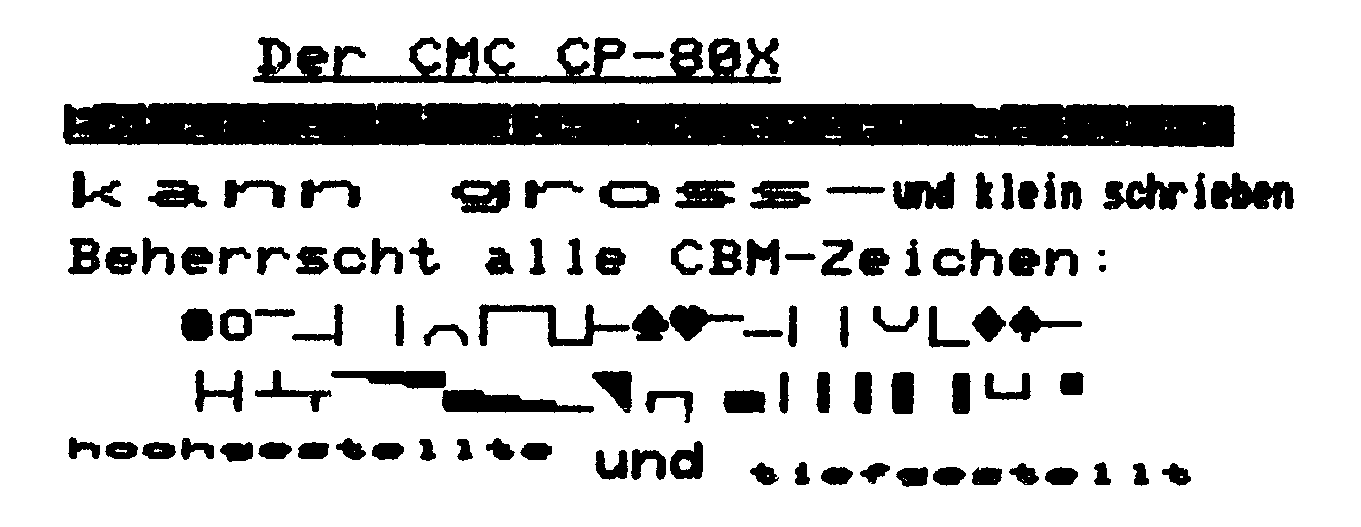 Der CMC CP-80X
kann gross-und klein schrieben
Beherrscht alle CBM-Zeichen:
hochgestellte und tiefgestellt